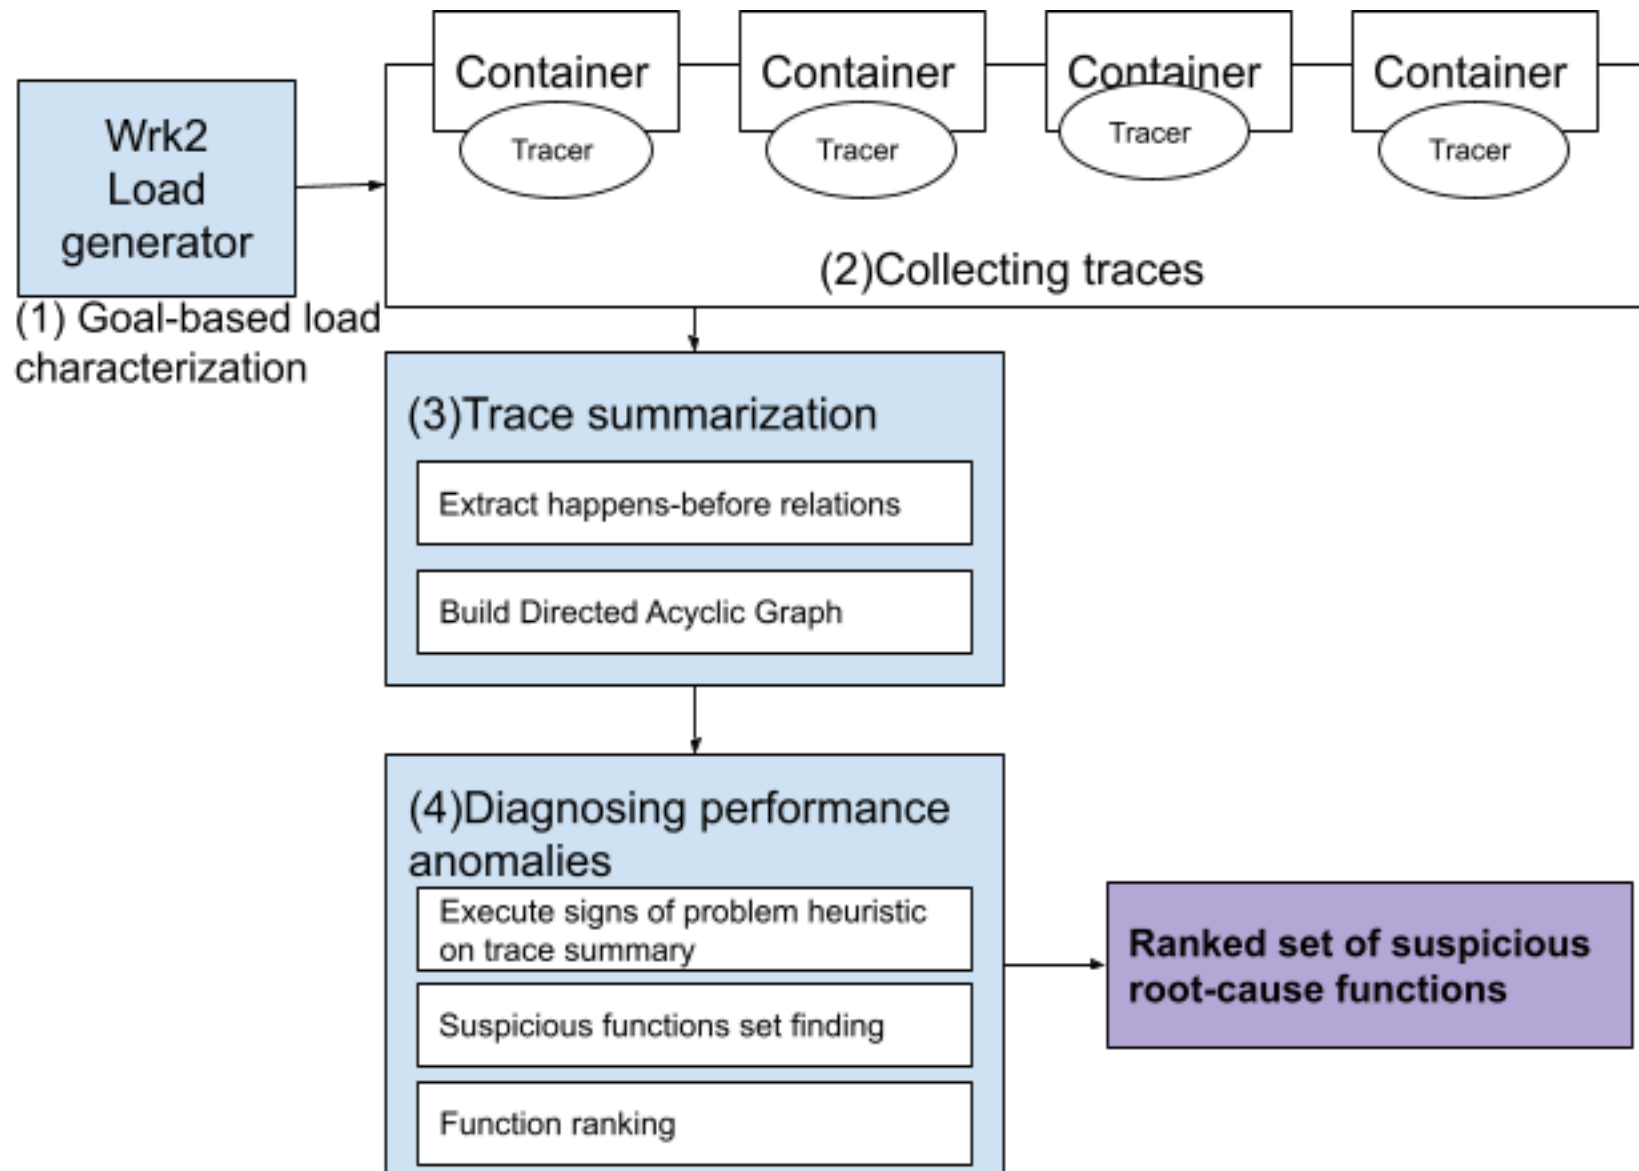 Container
Container
Container
Container
Tracer
Tracer
Tracer
Tracer
Wrk2
Load
generator
(2)Collecting traces
(1) Goal-based load
characterization
(3)Trace summarization
Extract happens-before relations
Build Directed Acyclic Graph
(4)Diagnosing performance
anomalies
Execute signs of problem heuristic
on trace summary
Suspicious functions set finding
Function ranking
Ranked set of suspicious
root-cause functions